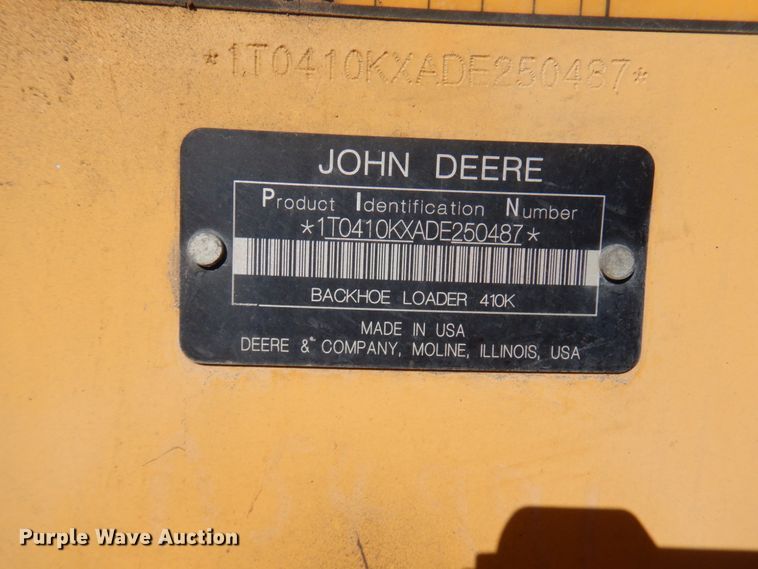 *1T0410KXADE250487*
JOHN DEERE
Product Identification Number
*1T0410KXADE250487*
BACKHOE LOADER 410K
MADE IN USA
DEERE & COMPANY, MOLINE, ILLINOIS, USA
Purple Wave Auction